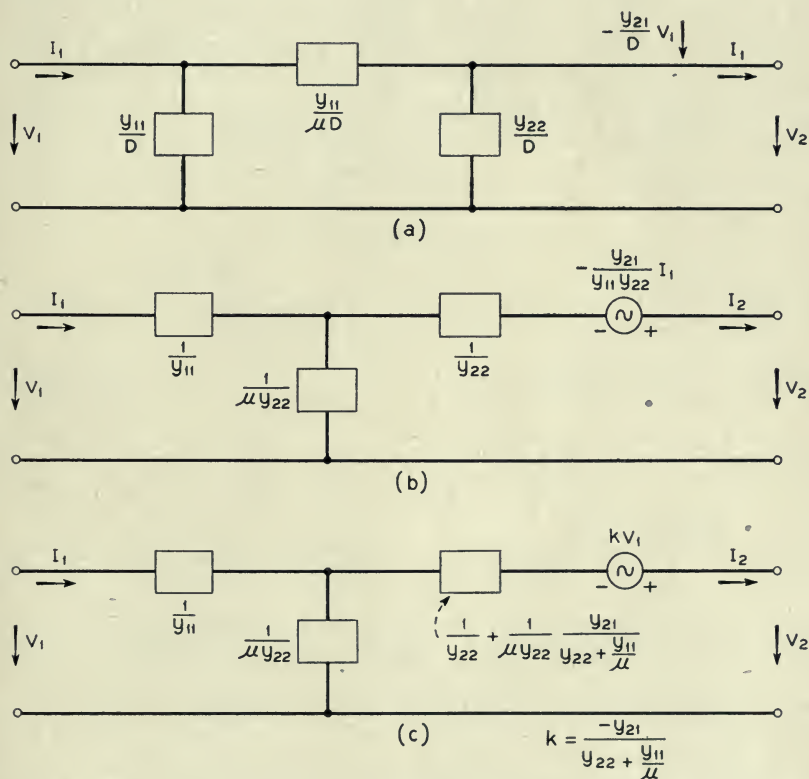 -y₂₁/D V₁
I₁ I₁
y₁₁/μD
V₁ y₁₁/D y₂₂/D V₂
(a)
-y₂₁/(y₁₁ y₂₂) I₁
I₁ I₂
- ~ +
1/y₁₁ 1/y₂₂
V₁ 1/(μy₂₂) V₂
(b)
kV₁
I₁ I₂
- ~ +
1/y₁₁
V₁ 1/(μy₂₂) 1/y₂₂ + 1/(μy₂₂) y₂₁/(y₂₂ + y₁₁/μ) V₂
(c) k = -y₂₁/(y₂₂ + y₁₁/μ)